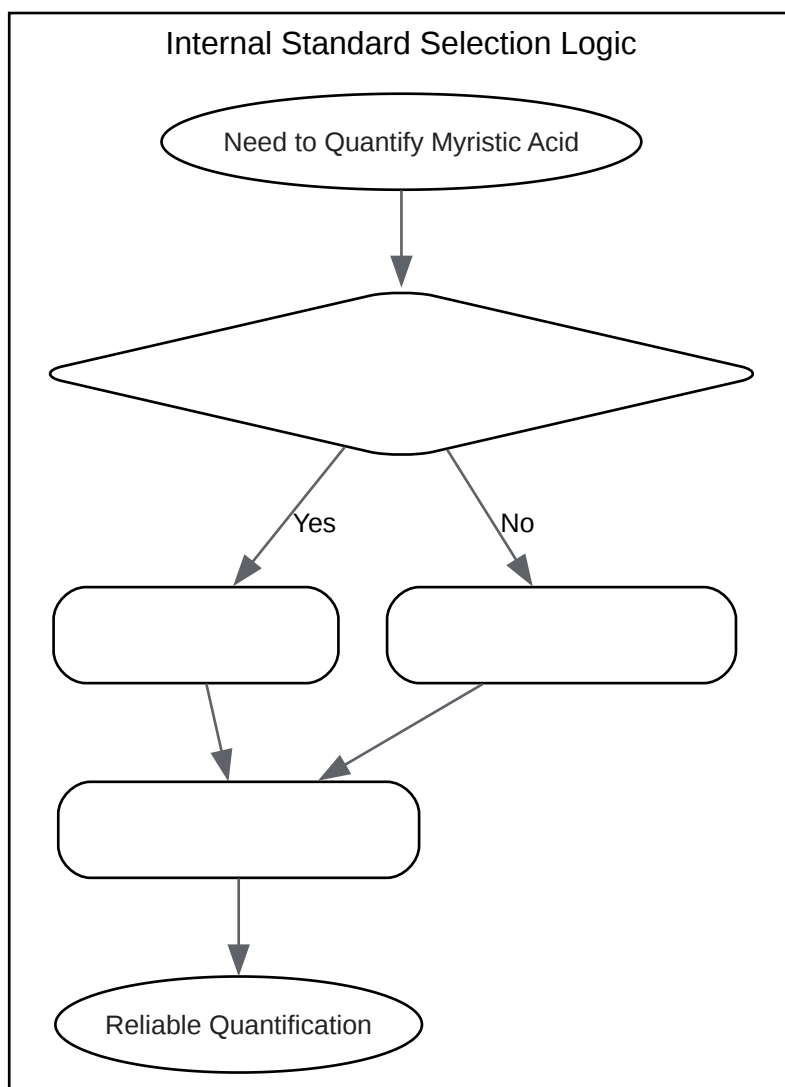 Internal Standard Selection Logic
Need to Quantify Myristic Acid
Yes
No
Reliable Quantification